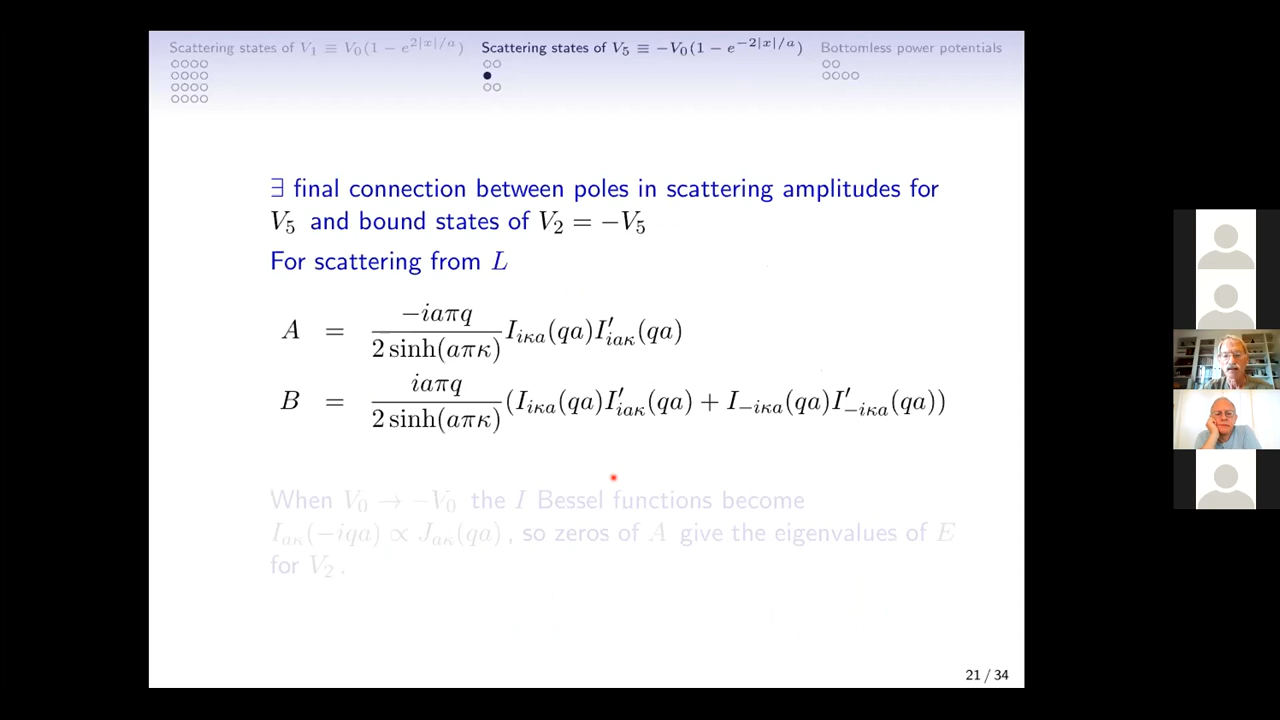 Scattering states of V₁ ≡ V₀(1 − e^{2|x|/a}) Scattering states of V₅ ≡ −V₀(1 − e^{−2|x|/a}) Bottomless power potentials
∃ final connection between poles in scattering amplitudes for
V₅ and bound states of V₂ = −V₅
For scattering from L
A = \frac{-iaπq}{2 sinh(aπκ)} I_{iκa}(qa)I′_{iaκ}(qa)
B = \frac{iaπq}{2 sinh(aπκ)} (I_{iκa}(qa)I′_{iaκ}(qa) + I_{−iκa}(qa)I′_{−iκa}(qa))
When V₀ → −V₀ the I Bessel functions become
I_{aκ}(−iqa) ∝ J_{aκ}(qa) , so zeros of A give the eigenvalues of E
for V₂ .
21 / 34